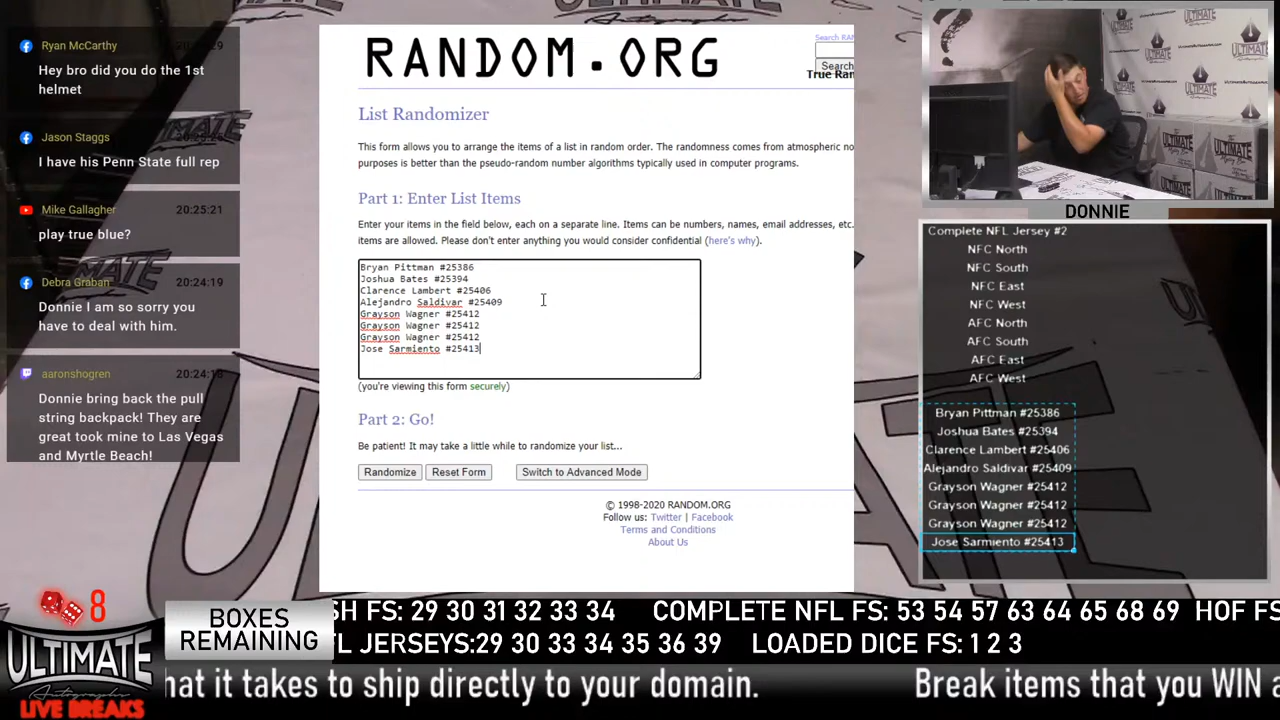 Ryan McCarthy
Hey bro did you do the 1st
helmet
Jason Staggs
I have his Penn State full rep
Mike Gallagher 20:25:21
play true blue?
Debra Graban 20:24:19
Donnie I am so sorry you
have to deal with him.
aaronshogren 20:24:18
Donnie bring back the pull
string backpack! They are
great took mine to Las Vegas
and Myrtle Beach!
RANDOM.ORG
Search RAN
Search
True Ran
List Randomizer
This form allows you to arrange the items of a list in random order. The randomness comes from atmospheric no
purposes is better than the pseudo-random number algorithms typically used in computer programs.
Part 1: Enter List Items
Enter your items in the field below, each on a separate line. Items can be numbers, names, email addresses, etc.
items are allowed. Please don't enter anything you would consider confidential (here's why).
Bryan Pittman #25386
Joshua Bates #25394
Clarence Lambert #25406
Alejandro Saldivar #25409
Grayson Wagner #25412
Grayson Wagner #25412
Grayson Wagner #25412
Jose Sarmiento #25413
(you're viewing this form securely)
Part 2: Go!
Be patient! It may take a little while to randomize your list...
Randomize Reset Form Switch to Advanced Mode
© 1998-2020 RANDOM.ORG
Follow us: Twitter | Facebook
Terms and Conditions
About Us
ULTIMATE
DONNIE
Complete NFL Jersey #2
NFC North
NFC South
NFC East
NFC West
AFC North
AFC South
AFC East
AFC West
Bryan Pittman #25386
Joshua Bates #25394
Clarence Lambert #25406
Alejandro Saldivar #25409
Grayson Wagner #25412
Grayson Wagner #25412
Grayson Wagner #25412
Jose Sarmiento #25413
8
BOXES
REMAINING
SH FS: 29 30 31 32 33 34 COMPLETE NFL FS: 53 54 57 63 64 65 68 69 HOF FS
FL JERSEYS:29 30 33 34 35 36 39 LOADED DICE FS: 1 2 3
ULTIMATE
Autographs
LIVE BREAKS
hat it takes to ship directly to your domain. Break items that you WIN a